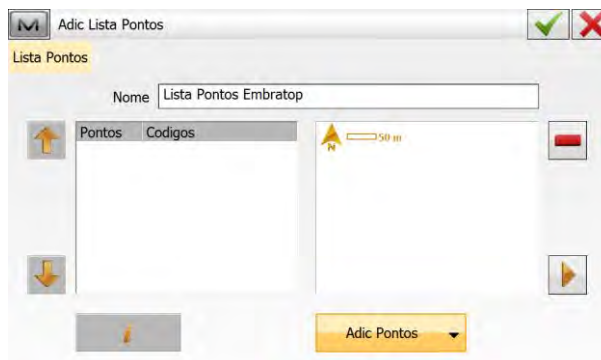 Adic Lista Pontos
Lista Pontos
Nome Lista Pontos Embratop
Pontos Codigos
N 50 m
i
Adic Pontos